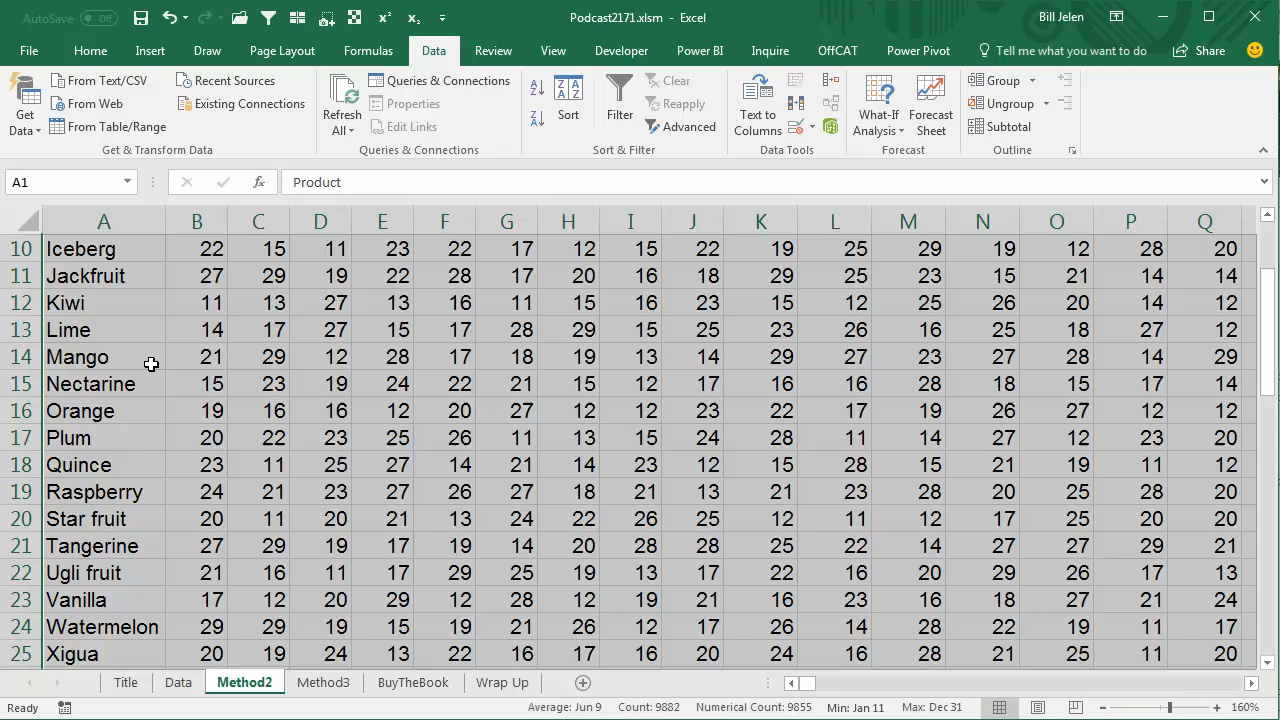 AutoSave Off x² x₂ Podcast2171.xlsm - Excel Bill Jelen
File Home Insert Draw Page Layout Formulas Data Review View Developer Power BI Inquire OffCAT Power Pivot Tell me what you want to do Share
Get Data From Text/CSV Recent Sources
From Web Existing Connections
From Table/Range
Get & Transform Data
Refresh All Queries & Connections
Properties
Edit Links
Queries & Connections
Sort Filter Clear
Reapply
Advanced
Sort & Filter
Text to Columns
Data Tools
What-If Analysis Forecast Sheet
Forecast
Group
Ungroup
Subtotal
Outline
A1 fx Product
A B C D E F G H I J K L M N O P Q
10 Iceberg 22 15 11 23 22 17 12 15 22 19 25 29 19 12 28 20
11 Jackfruit 27 29 19 22 28 17 20 16 18 29 25 23 15 21 14 14
12 Kiwi 11 13 27 13 16 11 15 16 23 15 12 25 26 20 14 12
13 Lime 14 17 27 15 17 28 29 15 25 23 26 16 25 18 27 12
14 Mango 21 29 12 28 17 18 19 13 14 29 27 23 27 28 14 29
15 Nectarine 15 23 19 24 22 21 15 12 17 16 16 28 18 15 17 14
16 Orange 19 16 16 12 20 27 12 12 23 22 17 19 26 27 12 12
17 Plum 20 22 23 25 26 11 13 15 24 28 11 14 27 12 23 20
18 Quince 23 11 25 27 14 21 14 23 12 15 28 15 21 19 11 12
19 Raspberry 24 21 23 27 26 27 18 21 13 21 23 28 20 25 28 20
20 Star fruit 20 11 20 21 13 24 22 26 25 12 11 12 17 25 20 20
21 Tangerine 27 29 19 17 19 14 20 28 28 25 22 14 27 27 29 21
22 Ugli fruit 21 16 11 17 29 25 19 13 17 22 16 20 29 26 17 13
23 Vanilla 17 12 20 29 12 28 12 19 21 16 23 16 18 27 21 24
24 Watermelon 29 29 19 15 19 21 26 12 17 26 14 28 22 19 11 17
25 Xigua 20 19 24 13 22 16 17 16 20 24 16 28 21 25 11 20
Title Data Method2 Method3 BuyTheBook Wrap Up
Ready Average: Jun 9 Count: 9882 Numerical Count: 9855 Min: Jan 11 Max: Dec 31 160%